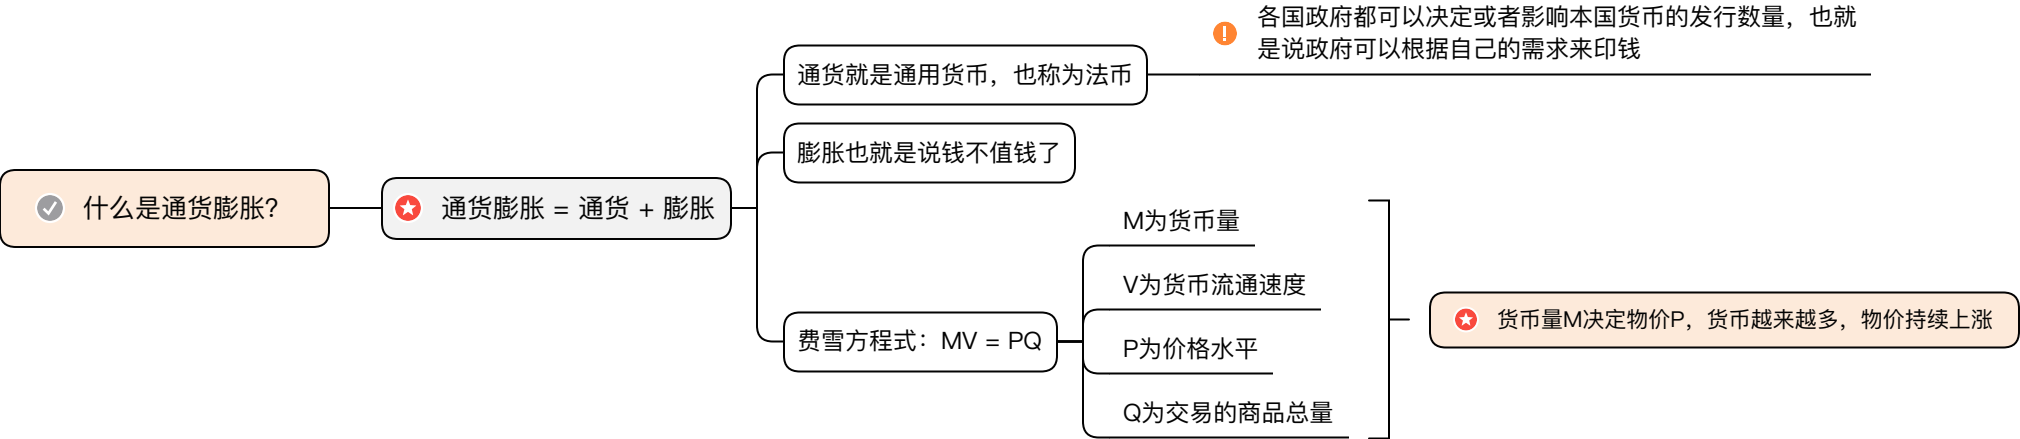 什么是通货膨胀?
通货膨胀 = 通货 + 膨胀
通货就是通用货币，也称为法币
各国政府都可以决定或者影响本国货币的发行数量，也就
是说政府可以根据自己的需求来印钱
膨胀也就是说钱不值钱了
费雪方程式：MV = PQ
M为货币量
V为货币流通速度
P为价格水平
Q为交易的商品总量
货币量M决定物价P，货币越来越多，物价持续上涨